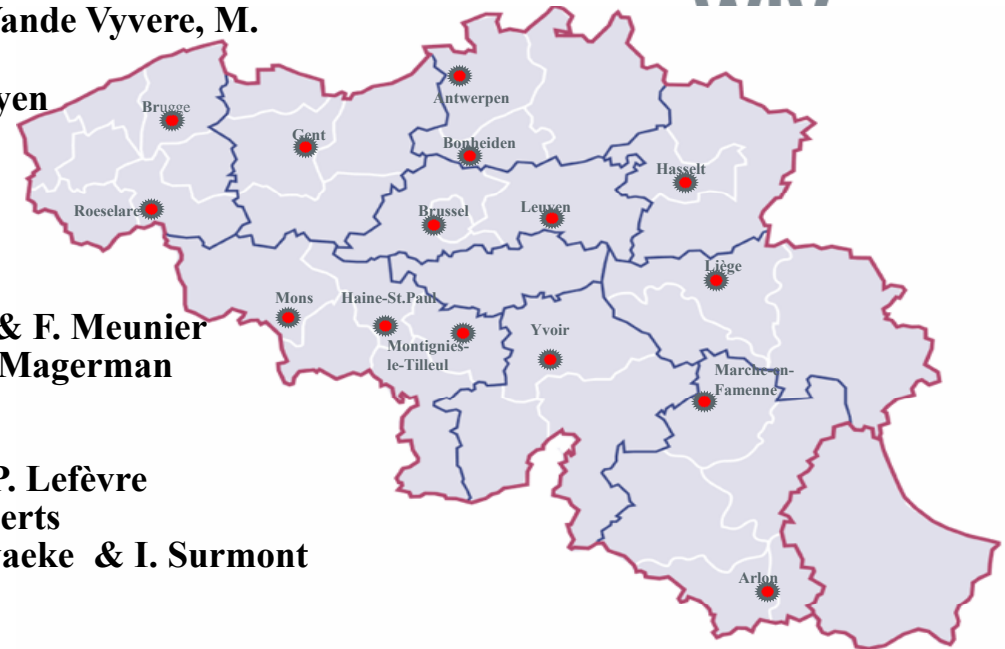 Vande Vyvere, M.
yen
Brugge
Antwerpen
Gent
Bonheiden
Hasselt
Roeselare
Brussel
Leuven
Liège
Mons
Haine-St.Paul
& F. Meunier
Yvoir
Montignies-
le-Tilleul
Magerman
Marche-en-
Famenne
P. Lefèvre
erts
aeke & I. Surmont
Arlon